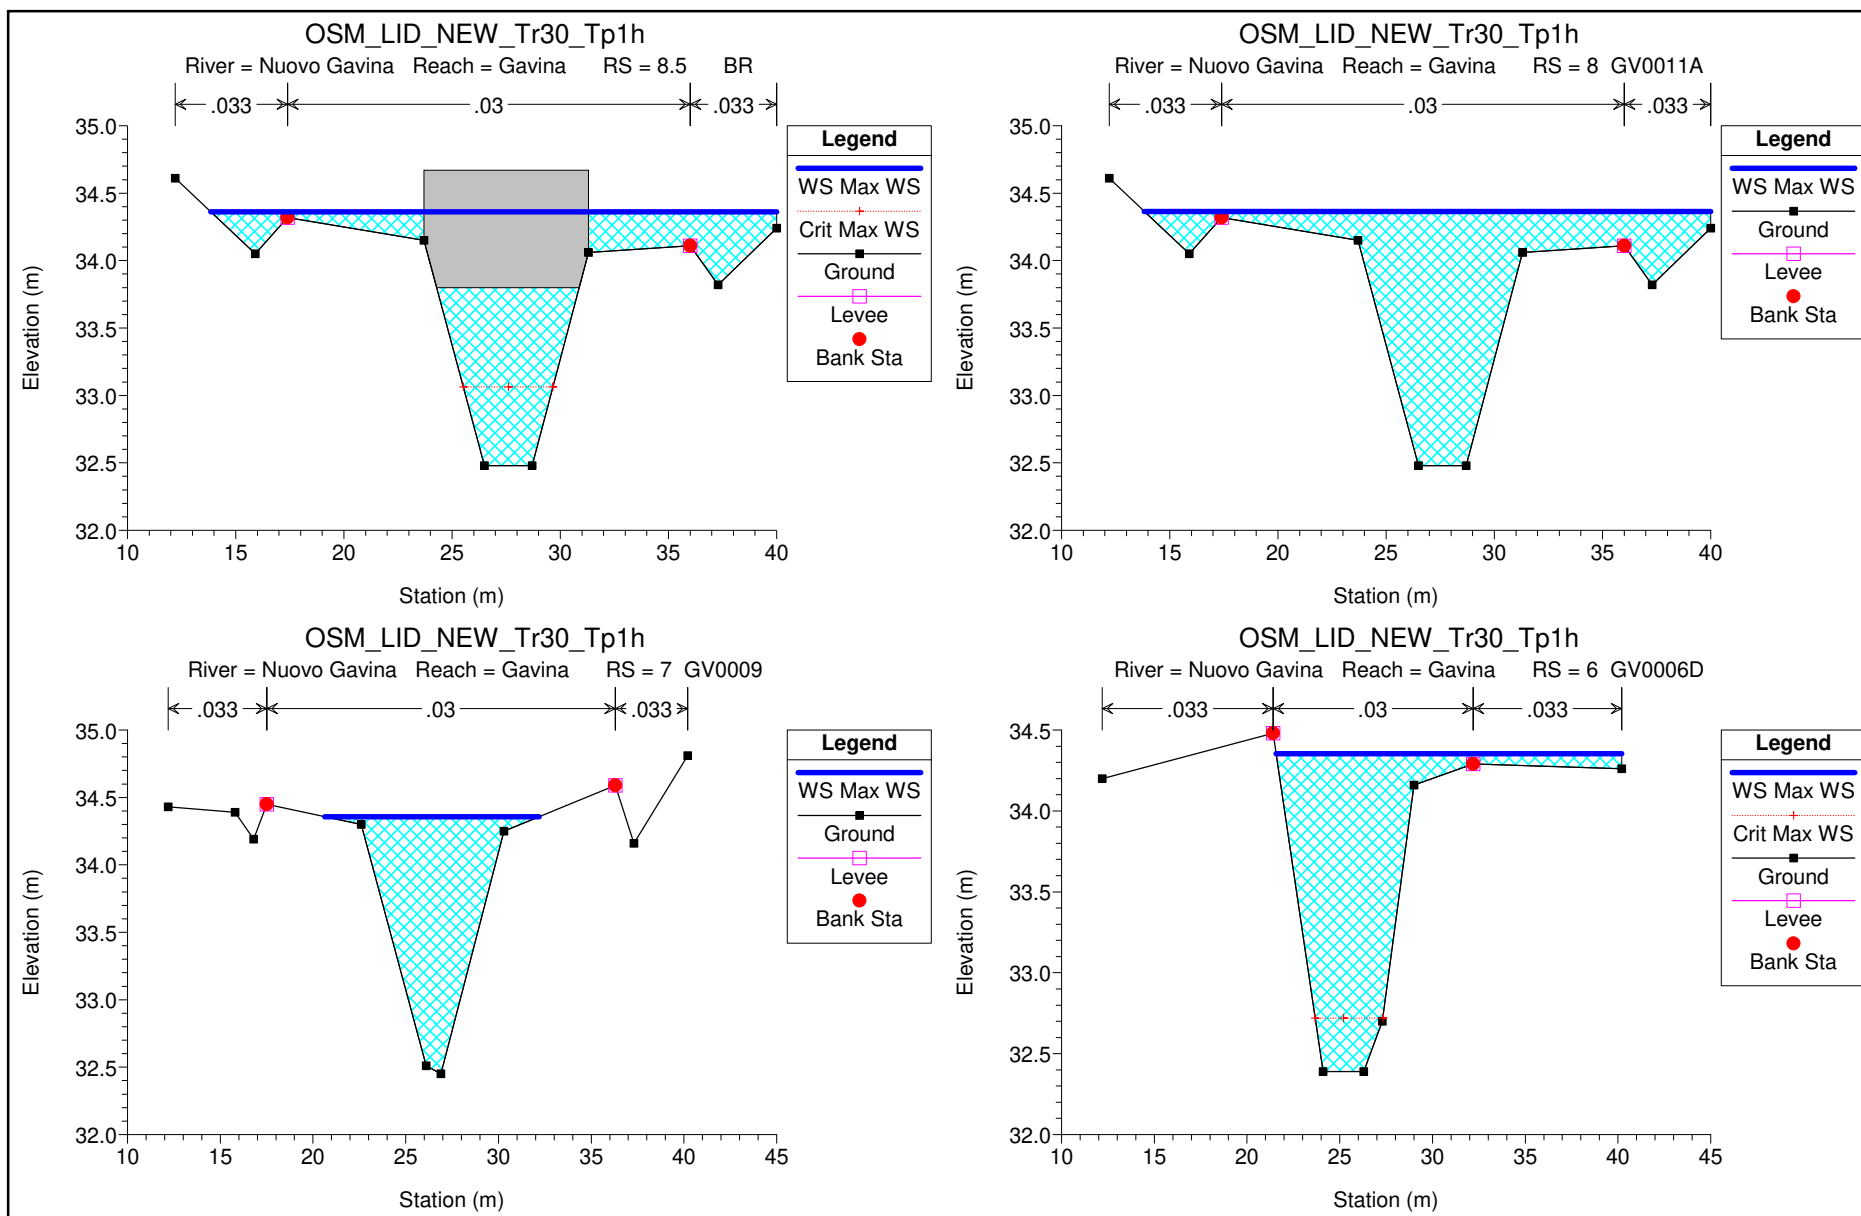 OSM_LID_NEW_Tr30_Tp1h
River = Nuovo Gavina Reach = Gavina RS = 8.5 BR
.033 .03 .033
35.0
34.5
34.0
33.5
33.0
32.5
32.0
10 15 20 25 30 35 40
Station (m)
Elevation (m)
Legend
WS Max WS
Crit Max WS
Ground
Levee
Bank Sta
OSM_LID_NEW_Tr30_Tp1h
River = Nuovo Gavina Reach = Gavina RS = 8 GV0011A
.033 .03 .033
35.0
34.5
34.0
33.5
33.0
32.5
32.0
10 15 20 25 30 35 40
Station (m)
Elevation (m)
Legend
WS Max WS
Ground
Levee
Bank Sta
OSM_LID_NEW_Tr30_Tp1h
River = Nuovo Gavina Reach = Gavina RS = 7 GV0009
.033 .03 .033
35.0
34.5
34.0
33.5
33.0
32.5
32.0
10 15 20 25 30 35 40 45
Station (m)
Elevation (m)
Legend
WS Max WS
Ground
Levee
Bank Sta
OSM_LID_NEW_Tr30_Tp1h
River = Nuovo Gavina Reach = Gavina RS = 6 GV0006D
.033 .03 .033
34.5
34.0
33.5
33.0
32.5
32.0
10 15 20 25 30 35 40 45
Station (m)
Elevation (m)
Legend
WS Max WS
Crit Max WS
Ground
Levee
Bank Sta